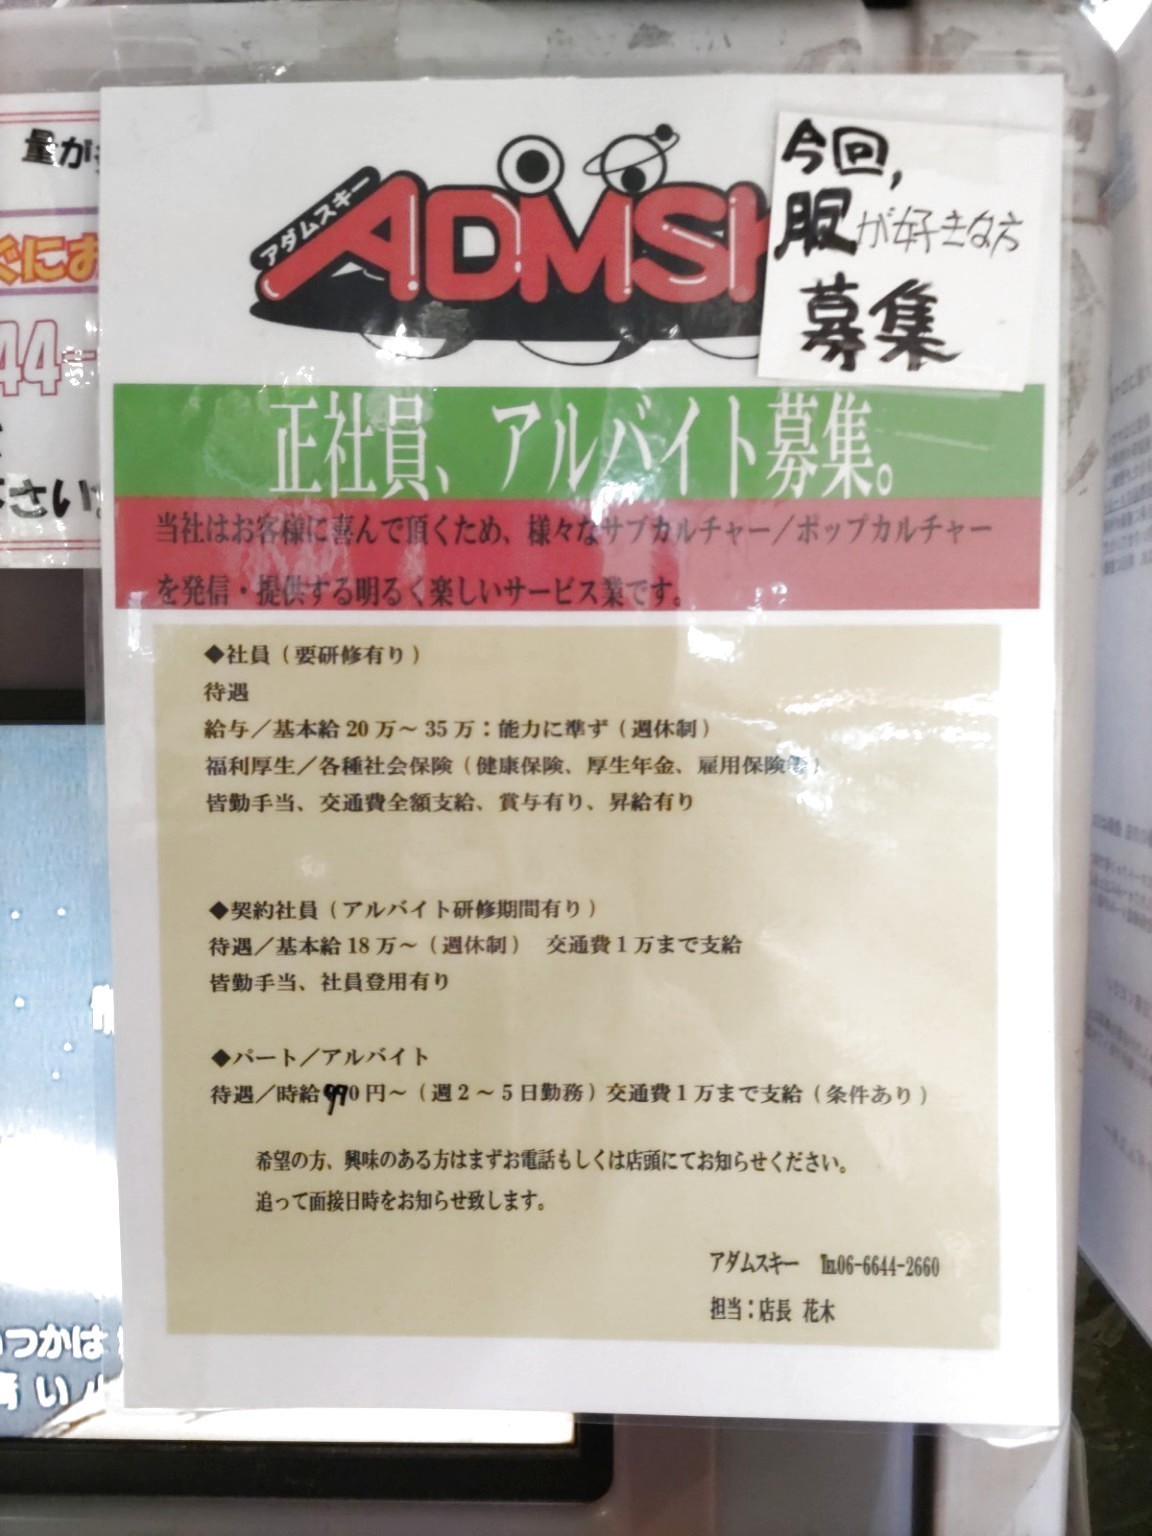 アダムスキー
ADMSK
今回,
服が好きな方
募集
正社員、アルバイト募集。
当社はお客様に喜んで頂くため、様々なサブカルチャー／ポップカルチャー
を発信・提供する明るく楽しいサービス業です。
◆社員（要研修有り）
待遇
給与／基本給20万～35万：能力に準ず（週休制）
福利厚生／各種社会保険（健康保険、厚生年金、雇用保険等）
皆勤手当、交通費全額支給、賞与有り、昇給有り
◆契約社員（アルバイト研修期間有り）
待遇／基本給18万～（週休制）　交通費1万まで支給
皆勤手当、社員登用有り
◆パート／アルバイト
待遇／時給990円～（週2～5日勤務）交通費1万まで支給（条件あり）
希望の方、興味のある方はまずお電話もしくは店頭にてお知らせください。
追って面接日時をお知らせ致します。
アダムスキー　℡06-6644-2660
担当：店長 花木
量が
ぐにお
44-
さい。
つかは
い